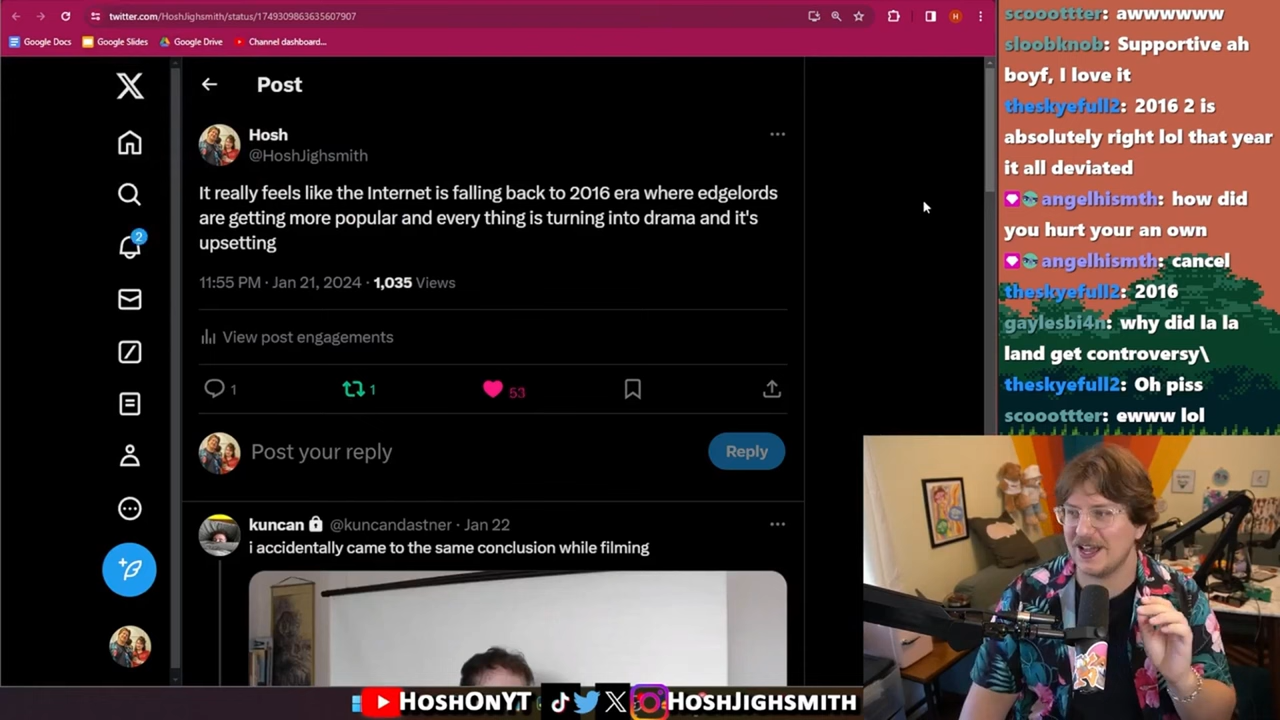 twitter.com/HoshJighsmith/status/1749309863635607907
Google Docs
Google Slides
Google Drive
Channel dashboard...
H
Post
Hosh
@HoshJighsmith
It really feels like the Internet is falling back to 2016 era where edgelords
are getting more popular and every thing is turning into drama and it's
upsetting
11:55 PM · Jan 21, 2024 · 1,035 Views
View post engagements
1
1
53
Post your reply
Reply
kuncan @kuncandastner · Jan 22
i accidentally came to the same conclusion while filming
X
2
scooottter: awwwwww
sloobknob: Supportive ah
boyf, I love it
theskyefull2: 2016 2 is
absolutely right lol that year
it all deviated
angelhismth: how did
you hurt your an own
angelhismth: cancel
theskyefull2: 2016
gaylesbi4n: why did la la
land get controversy\
theskyefull2: Oh piss
scooottter: ewww lol
HoshOnYT
HoshJighsmith